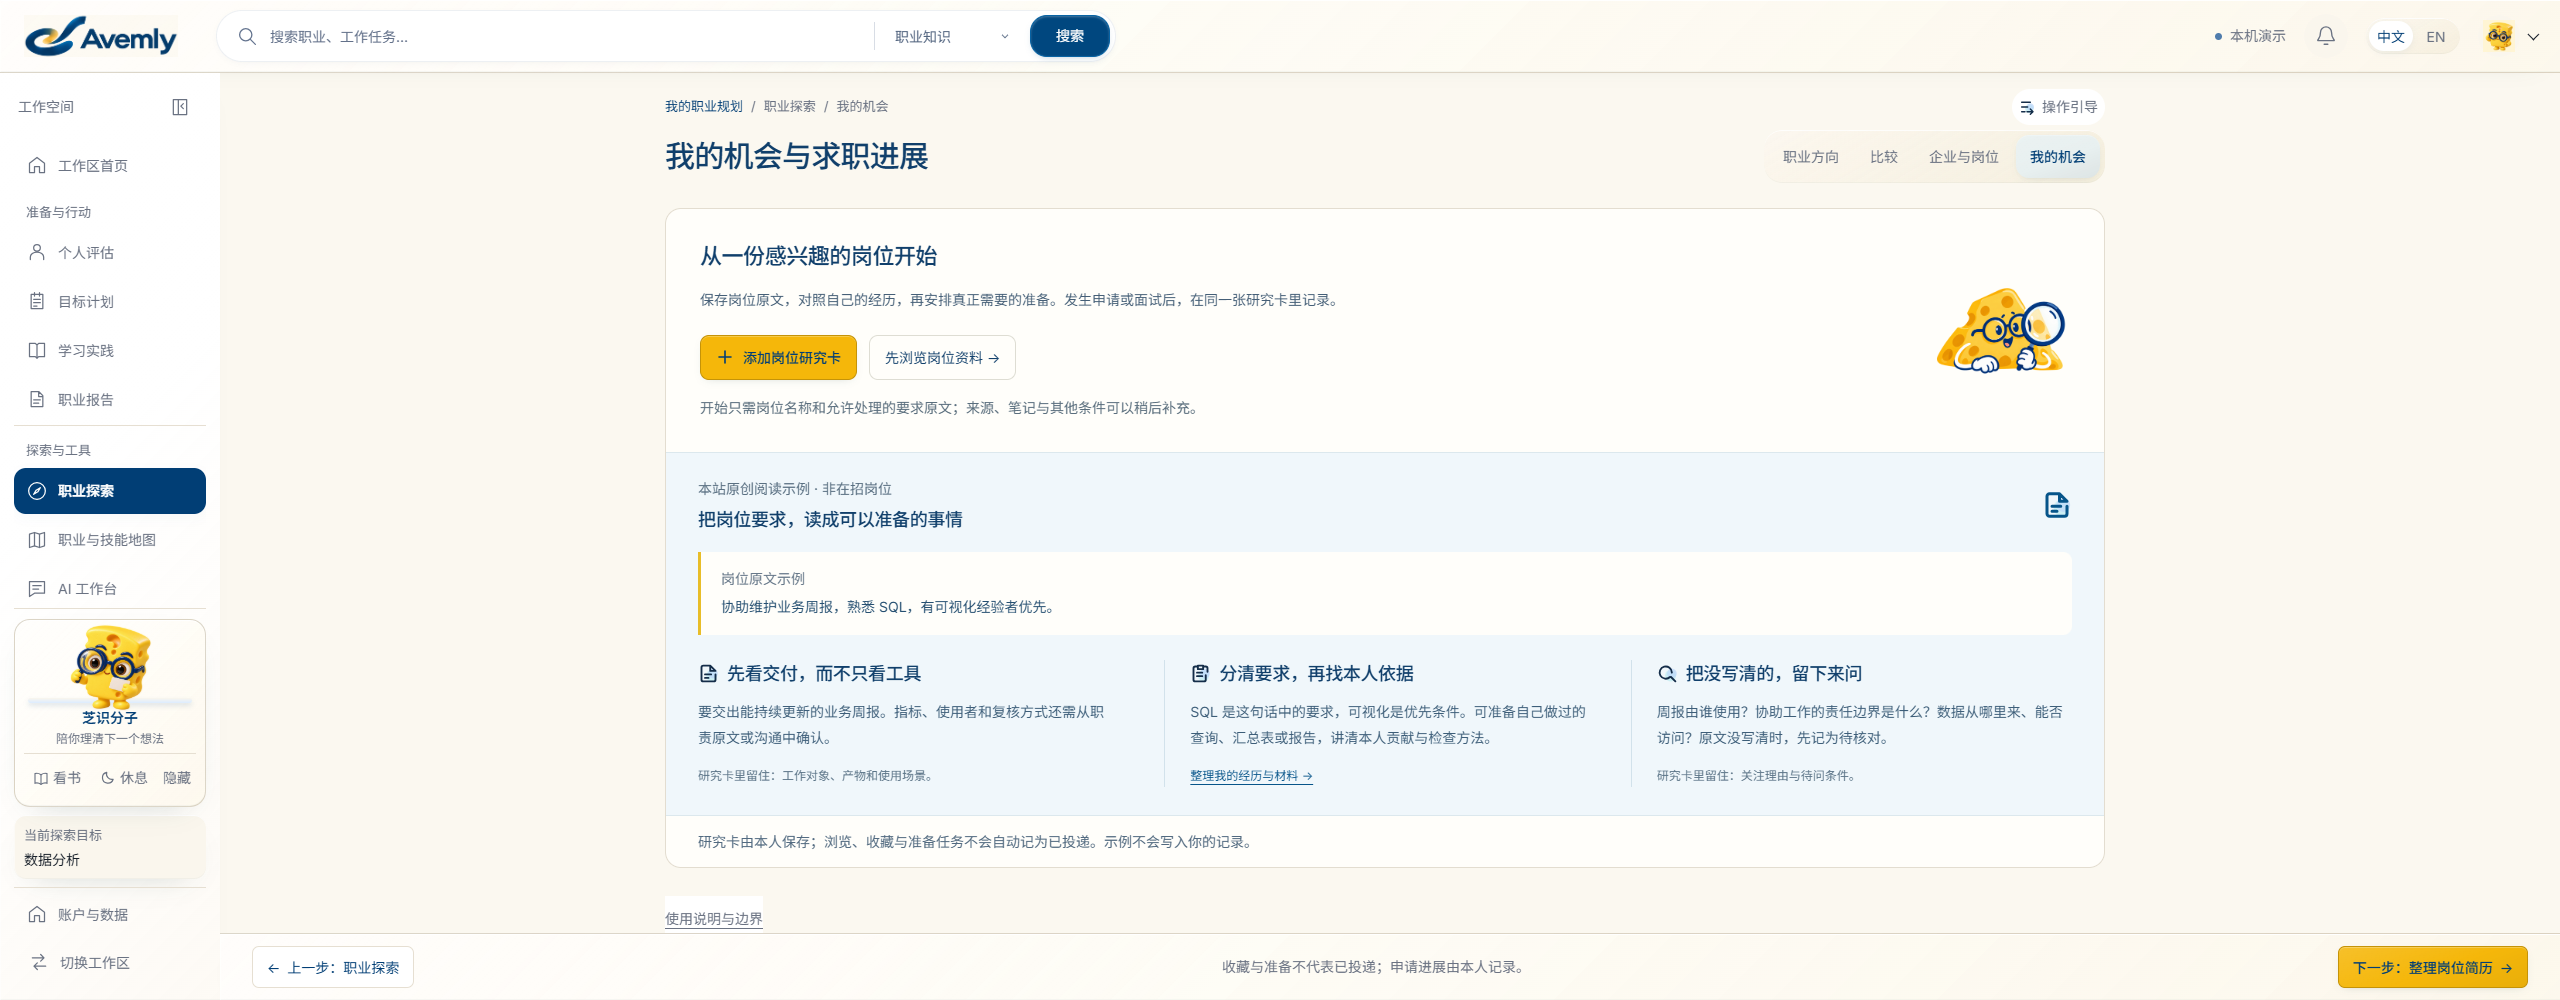 Avemly
搜索职业、工作任务...
职业知识
搜索
本机演示
中文
EN
工作空间
工作区首页
准备与行动
个人评估
目标计划
学习实践
职业报告
探索与工具
职业探索
职业与技能地图
AI 工作台
芝识分子
陪你理清下一个想法
看书
休息
隐藏
当前探索目标
数据分析
账户与数据
切换工作区
我的职业规划 / 职业探索 / 我的机会
操作引导
我的机会与求职进展
职业方向
比较
企业与岗位
我的机会
从一份感兴趣的岗位开始
保存岗位原文，对照自己的经历，再安排真正需要的准备。发生申请或面试后，在同一张研究卡里记录。
+ 添加岗位研究卡
先浏览岗位资料 →
开始只需岗位名称和允许处理的要求原文；来源、笔记与其他条件可以稍后补充。
本站原创阅读示例 · 非在招岗位
把岗位要求，读成可以准备的事情
岗位原文示例
协助维护业务周报，熟悉 SQL，有可视化经验者优先。
先看交付，而不只看工具
要交出能持续更新的业务周报。指标、使用者和复核方式还需从职
责原文或沟通中确认。
研究卡里留住：工作对象、产物和使用场景。
分清要求，再找本人依据
SQL 是这句话中的要求，可视化是优先条件。可准备自己做过的
查询、汇总表或报告，讲清本人贡献与检查方法。
整理我的经历与材料 →
把没写清的，留下来问
周报由谁使用？协助工作的责任边界是什么？数据从哪里来、能否
访问？原文没写清时，先记为待核对。
研究卡里留住：关注理由与待问条件。
研究卡由本人保存；浏览、收藏与准备任务不会自动记为已投递。示例不会写入你的记录。
使用说明与边界
← 上一步：职业探索
收藏与准备不代表已投递；申请进展由本人记录。
下一步：整理岗位简历 →